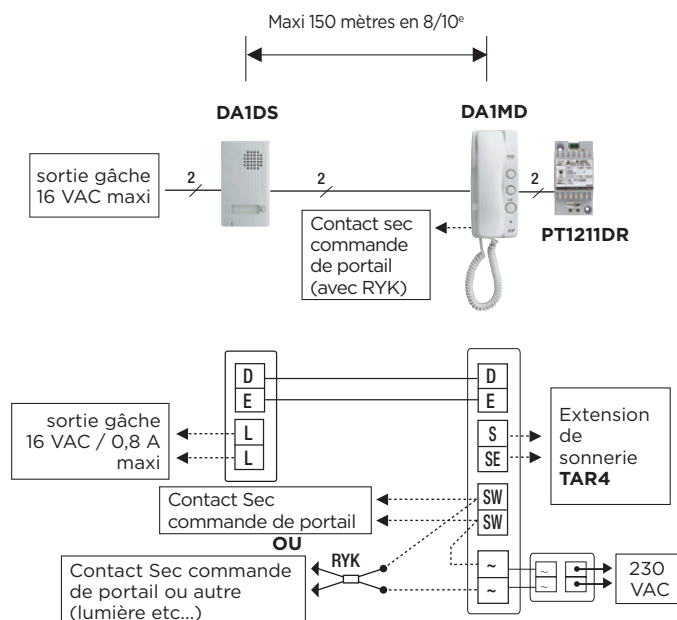 Maxi 150 mètres en 8/10e
DA1DS
DA1MD
sortie gâche
16 VAC maxi
2
2
2
PT1211DR
Contact sec
commande
de portail
(avec RYK)
D
E
L
L
sortie gâche
16 VAC / 0,8 A
maxi
D
E
S
SE
SW
SW
~
~
Extension
de
sonnerie
TAR4
Contact Sec
commande de portail
OU
RYK
Contact Sec commande
de portail ou autre
(lumière etc...)
~
~
230
VAC